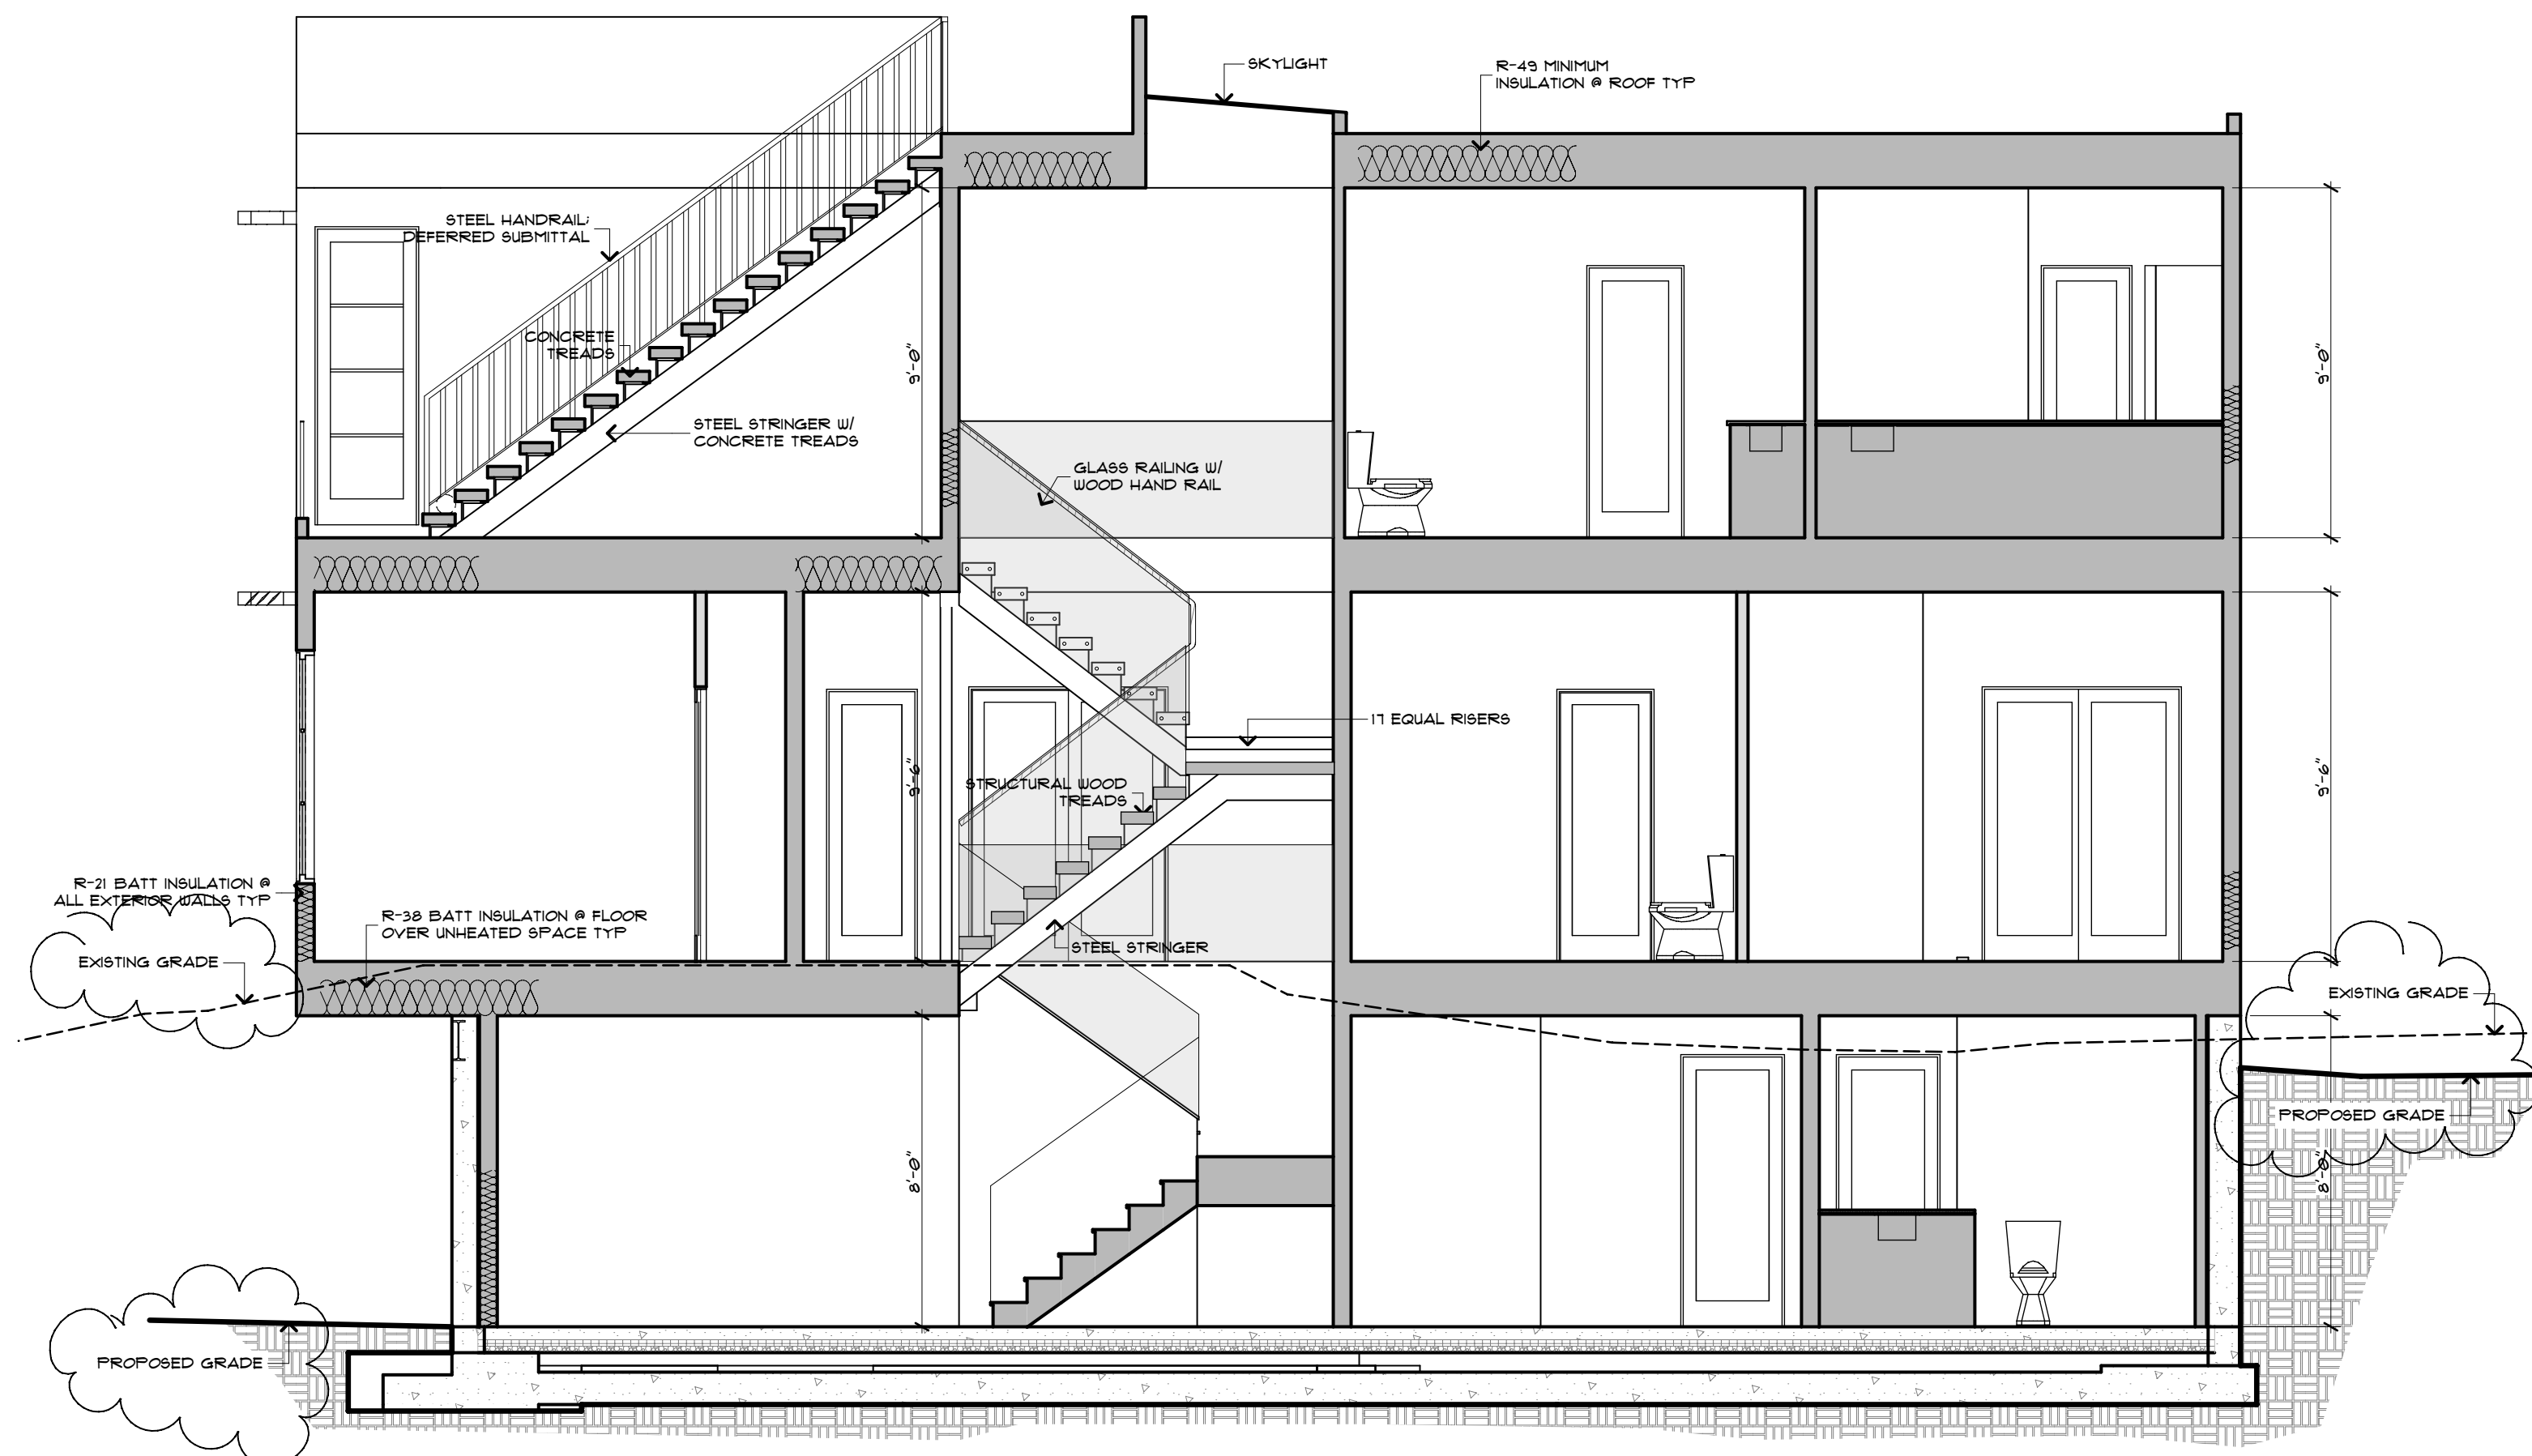 SKYLIGHT
R-49 MINIMUM
INSULATION @ ROOF TYP
STEEL HANDRAIL;
DEFERRED SUBMITTAL
CONCRETE
TREADS
9'-0"
9'-0"
STEEL STRINGER W/
CONCRETE TREADS
GLASS RAILING W/
WOOD HAND RAIL
17 EQUAL RISERS
9'-6"
9'-6"
STRUCTURAL WOOD
TREADS
R-21 BATT INSULATION @
ALL EXTERIOR WALLS TYP
R-38 BATT INSULATION @ FLOOR
OVER UNHEATED SPACE TYP
STEEL STRINGER
EXISTING GRADE
EXISTING GRADE
PROPOSED GRADE
8'-0"
8'-0"
PROPOSED GRADE